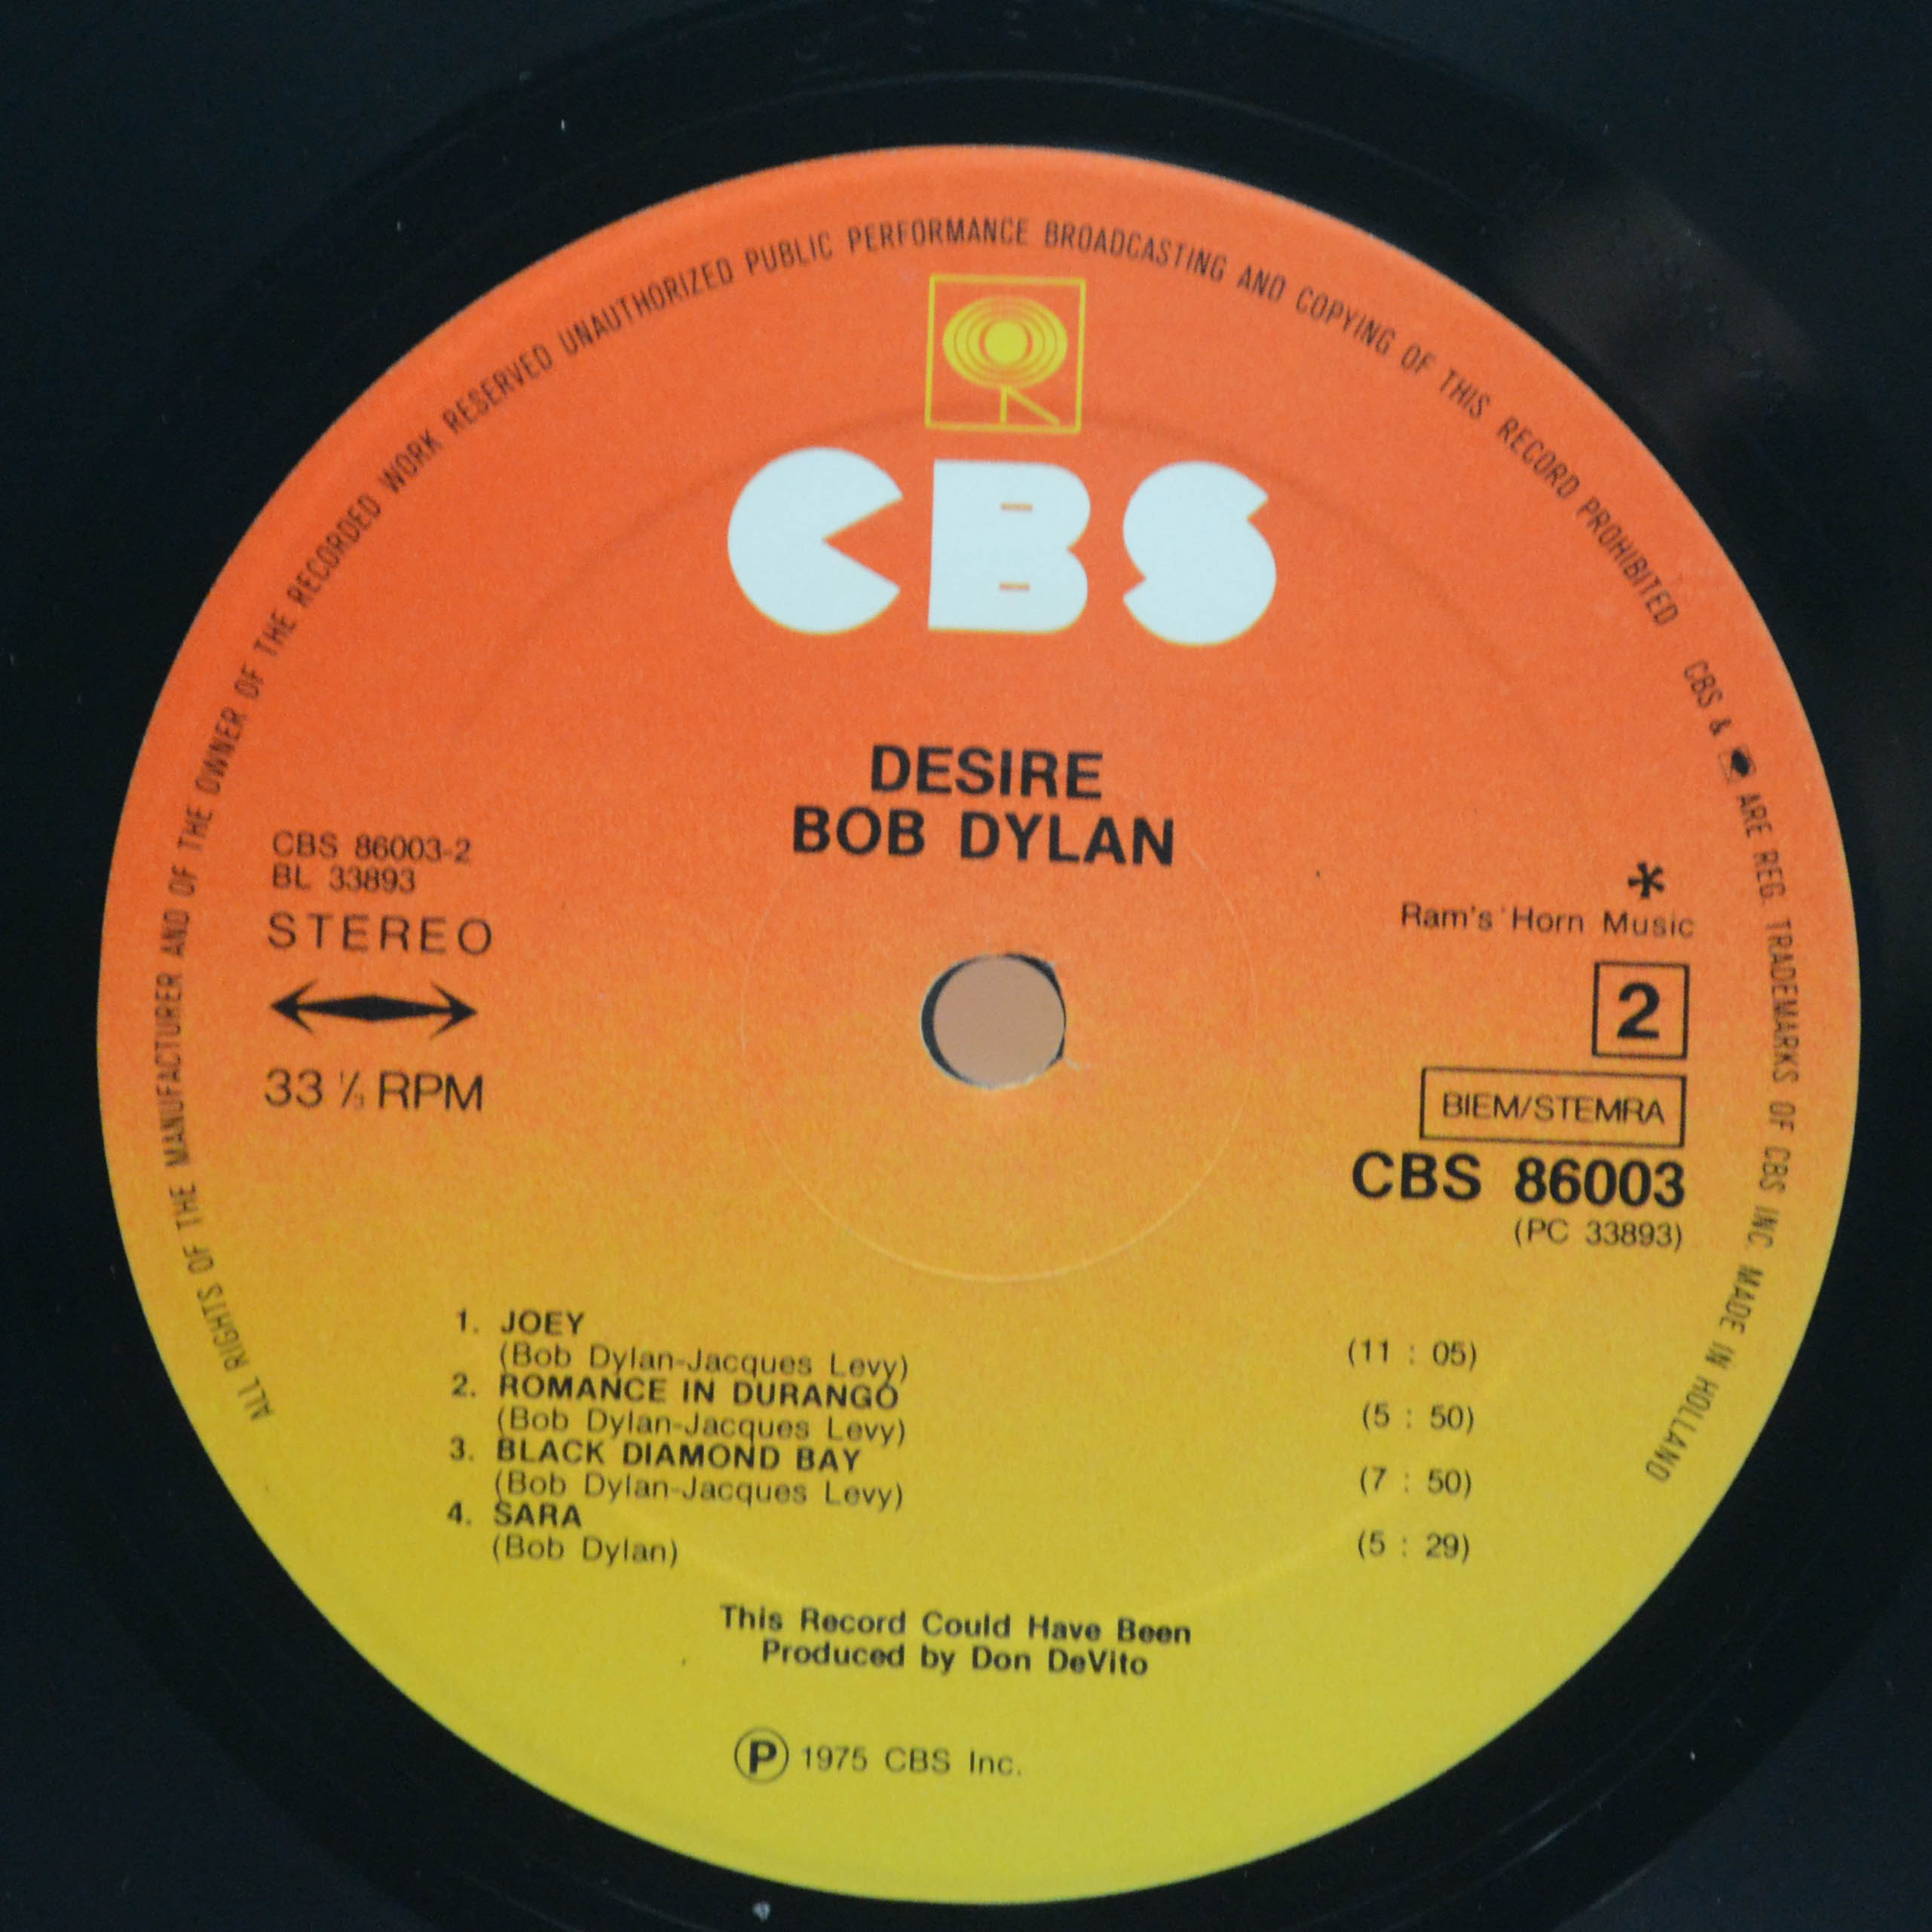 ALL RIGHTS OF THE MANUFACTURER AND OF THE OWNER OF THE RECORDED WORK RESERVED UNAUTHORIZED PUBLIC PERFORMANCE BROADCASTING AND COPYING OF THIS RECORD PROHIBITED
CBS & ARE REG. TRADEMARKS OF CBS INC. MADE IN HOLLAND
CBS
DESIRE
BOB DYLAN
CBS 86003-2
BL 33893
STEREO
33 ⅓ RPM
*
Ram's Horn Music
2
BIEM/STEMRA
CBS 86003
(PC 33893)
1. JOEY
(Bob Dylan-Jacques Levy) (11 : 05)
2. ROMANCE IN DURANGO
(Bob Dylan-Jacques Levy) (5 : 50)
3. BLACK DIAMOND BAY
(Bob Dylan-Jacques Levy) (7 : 50)
4. SARA
(Bob Dylan) (5 : 29)
This Record Could Have Been
Produced by Don DeVito
Ⓟ 1975 CBS Inc.